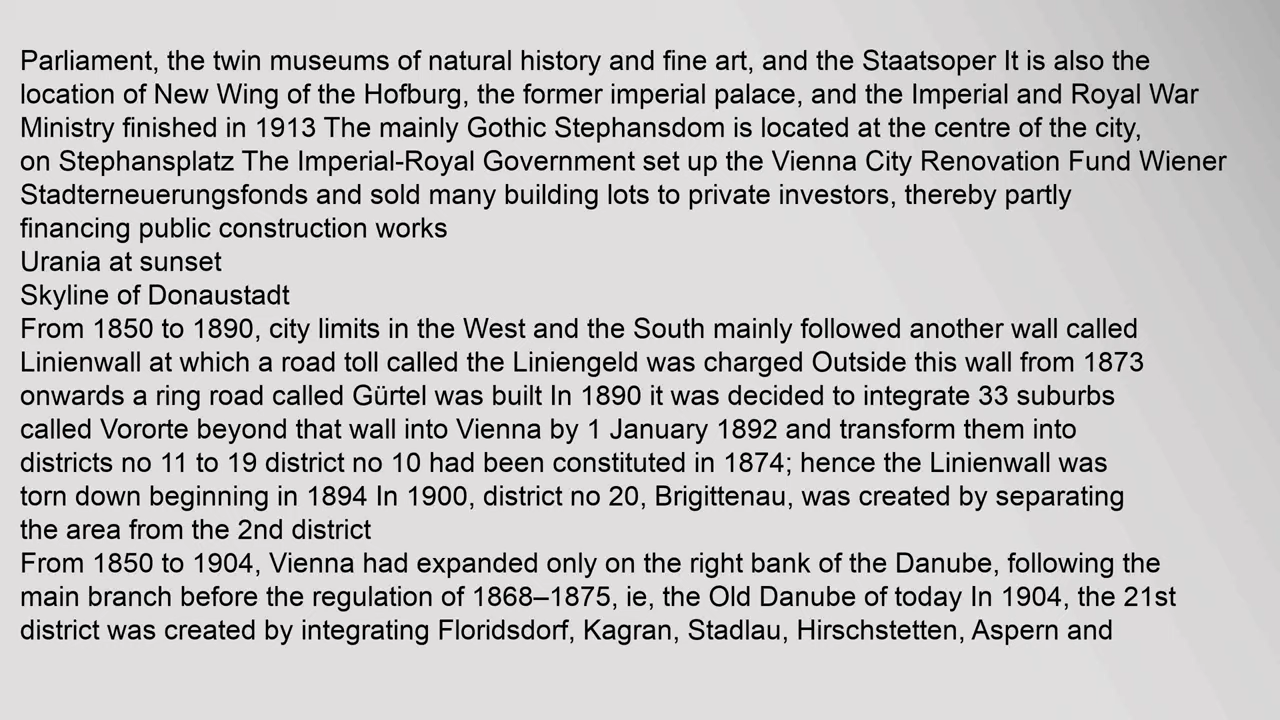 Parliament, the twin museums of natural history and fine art, and the Staatsoper It is also the
location of New Wing of the Hofburg, the former imperial palace, and the Imperial and Royal War
Ministry finished in 1913 The mainly Gothic Stephansdom is located at the centre of the city,
on Stephansplatz The Imperial-Royal Government set up the Vienna City Renovation Fund Wiener
Stadterneuerungsfonds and sold many building lots to private investors, thereby partly
financing public construction works
Urania at sunset
Skyline of Donaustadt
From 1850 to 1890, city limits in the West and the South mainly followed another wall called
Linienwall at which a road toll called the Liniengeld was charged Outside this wall from 1873
onwards a ring road called Gürtel was built In 1890 it was decided to integrate 33 suburbs
called Vororte beyond that wall into Vienna by 1 January 1892 and transform them into
districts no 11 to 19 district no 10 had been constituted in 1874; hence the Linienwall was
torn down beginning in 1894 In 1900, district no 20, Brigittenau, was created by separating
the area from the 2nd district
From 1850 to 1904, Vienna had expanded only on the right bank of the Danube, following the
main branch before the regulation of 1868–1875, ie, the Old Danube of today In 1904, the 21st
district was created by integrating Floridsdorf, Kagran, Stadlau, Hirschstetten, Aspern and